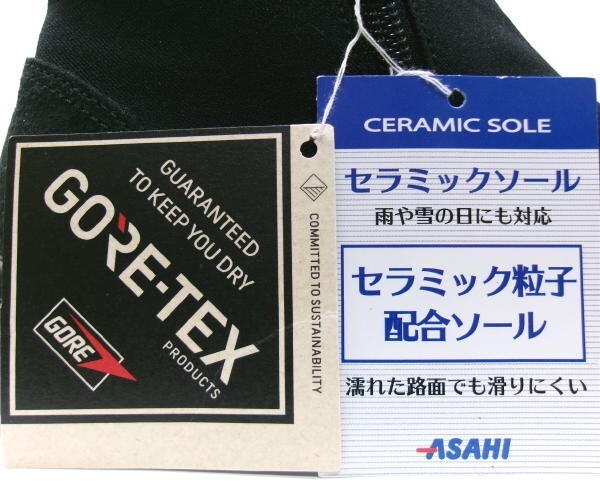 GUARANTEED
TO KEEP YOU DRY
GORE-TEX
PRODUCTS
GORE
COMMITTED TO SUSTAINABILITY
CERAMIC SOLE
セラミックソール
雨や雪の日にも対応
セラミック粒子
配合ソール
濡れた路面でも滑りにくい
ASAHI